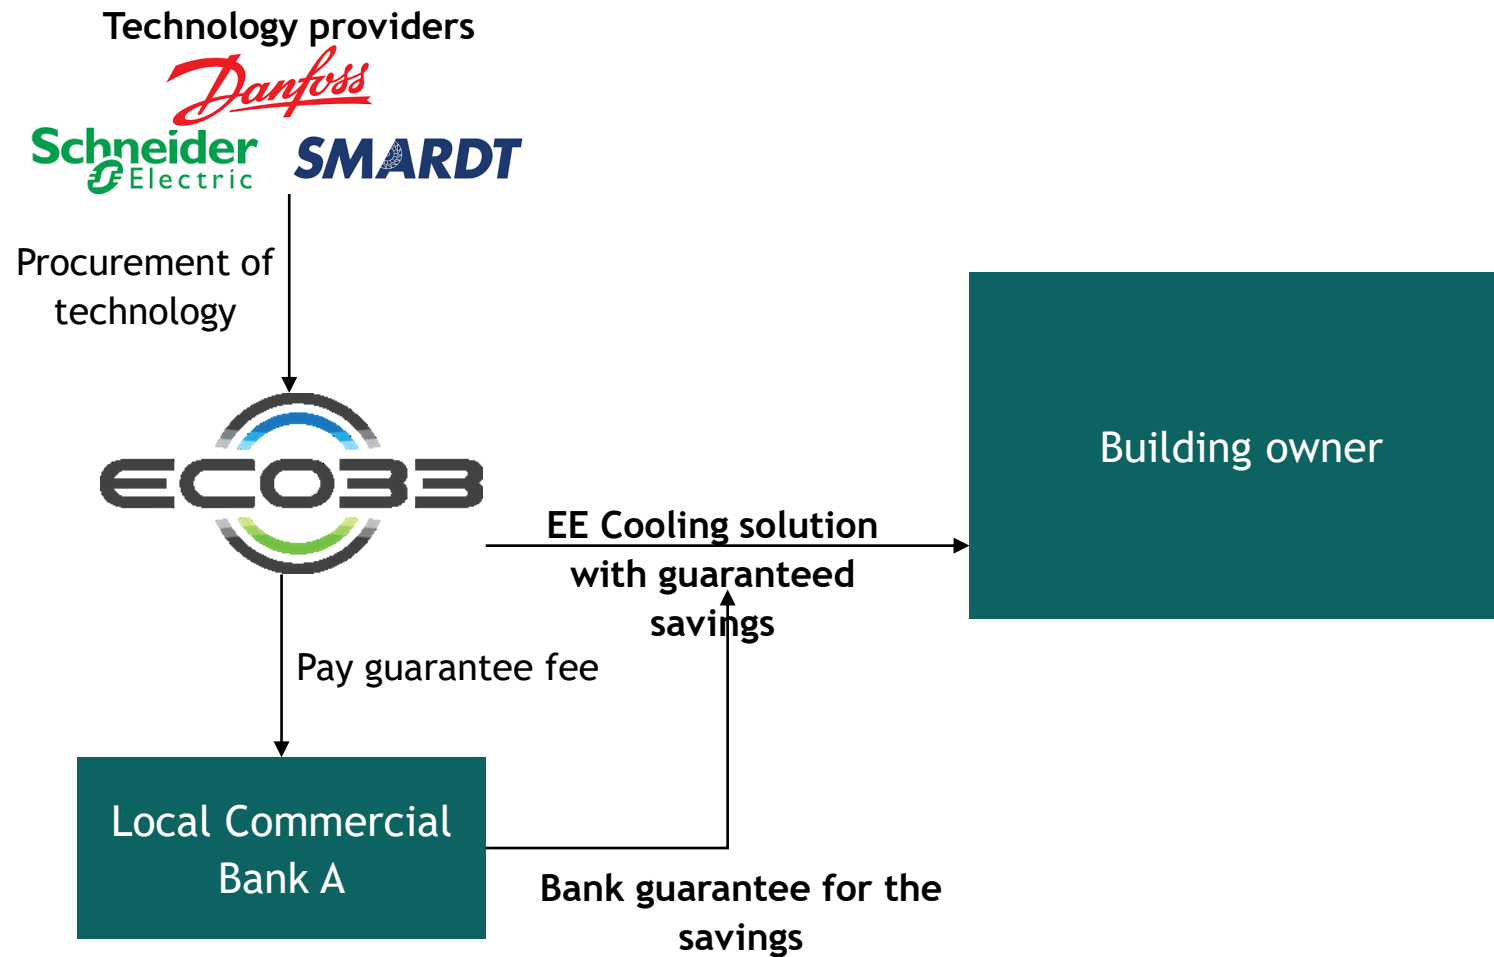 Technology providers
Danfoss
Schneider
Electric
SMARDT
Procurement of
technology
ECO33
Building owner
EE Cooling solution
with guaranteed
savings
Pay guarantee fee
Local Commercial
Bank A
Bank guarantee for the
savings